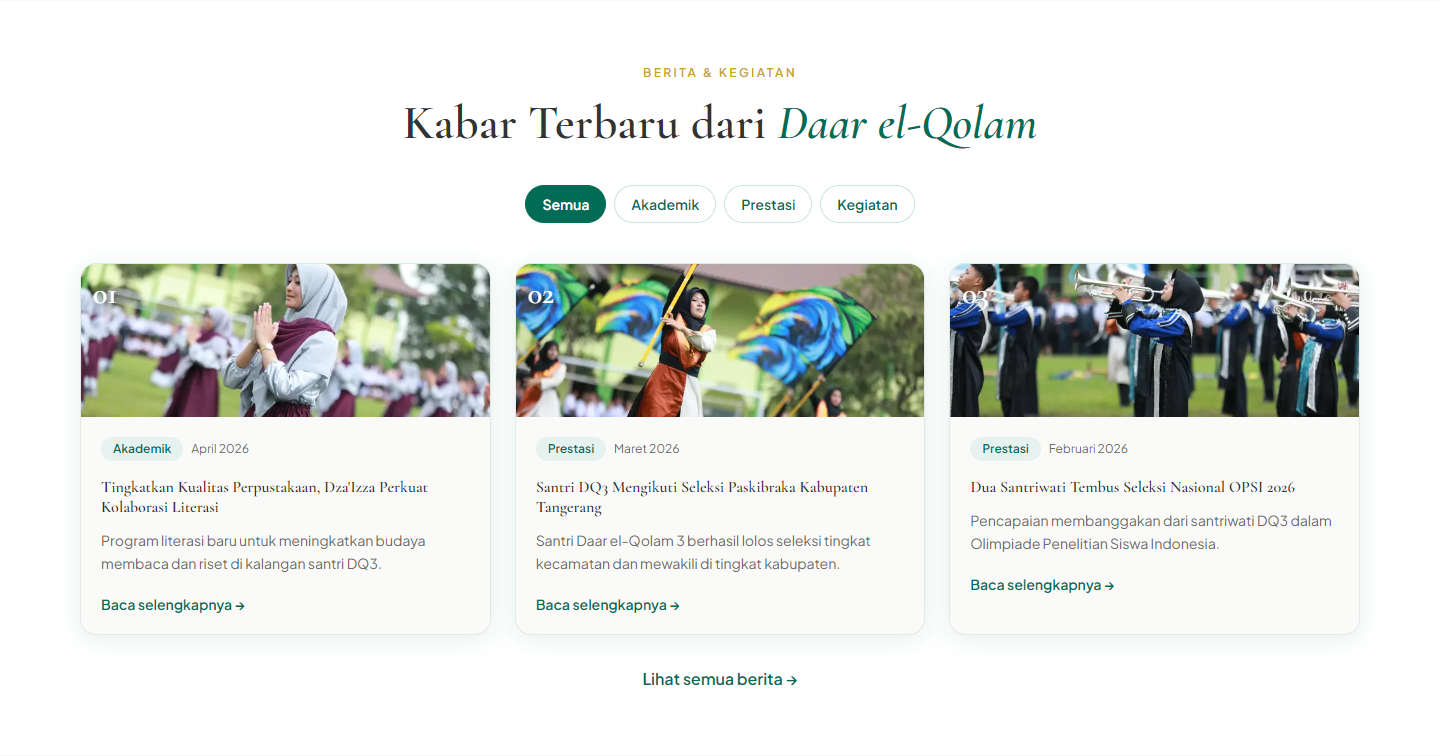 BERITA & KEGIATAN
Kabar Terbaru dari Daar el-Qolam
Semua
Akademik
Prestasi
Kegiatan
01
Akademik
April 2026
Tingkatkan Kualitas Perpustakaan, Dza'Izza Perkuat
Kolaborasi Literasi
Program literasi baru untuk meningkatkan budaya
membaca dan riset di kalangan santri DQ3.
Baca selengkapnya →
02
Prestasi
Maret 2026
Santri DQ3 Mengikuti Seleksi Paskibraka Kabupaten
Tangerang
Santri Daar el-Qolam 3 berhasil lolos seleksi tingkat
kecamatan dan mewakili di tingkat kabupaten.
Baca selengkapnya →
03
Prestasi
Februari 2026
Dua Santriwati Tembus Seleksi Nasional OPSI 2026
Pencapaian membanggakan dari santriwati DQ3 dalam
Olimpiade Penelitian Siswa Indonesia.
Baca selengkapnya →
Lihat semua berita →